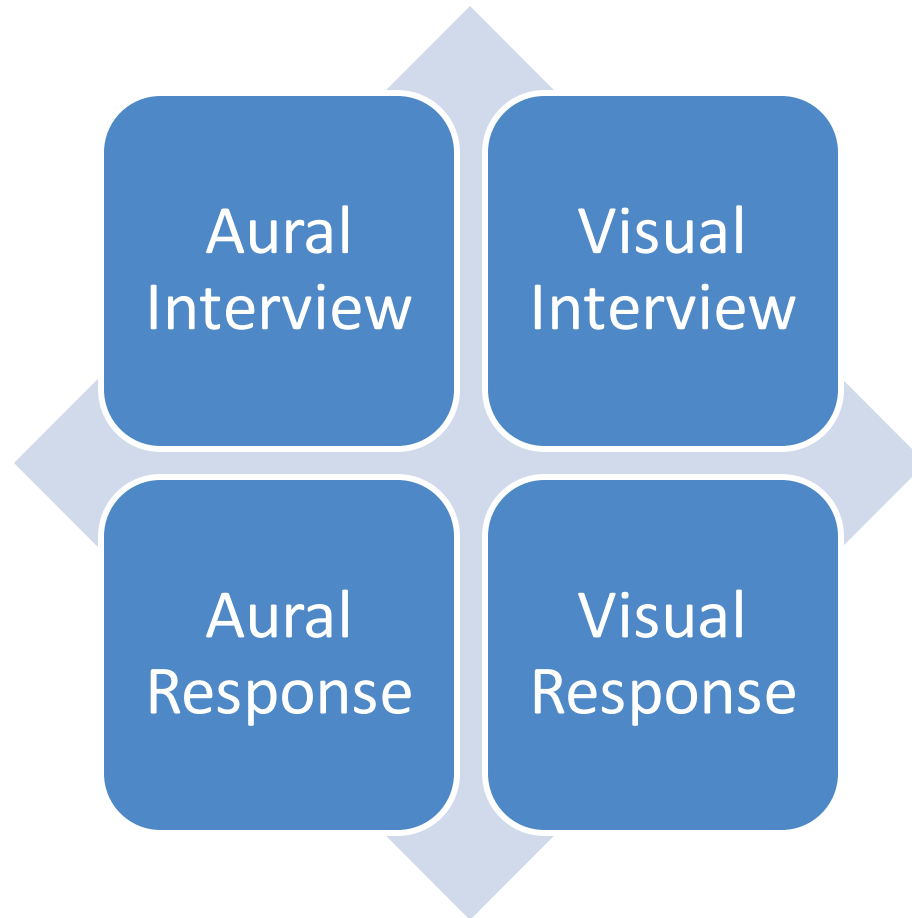 Aural
Interview
Visual
Interview
Aural
Response
Visual
Response